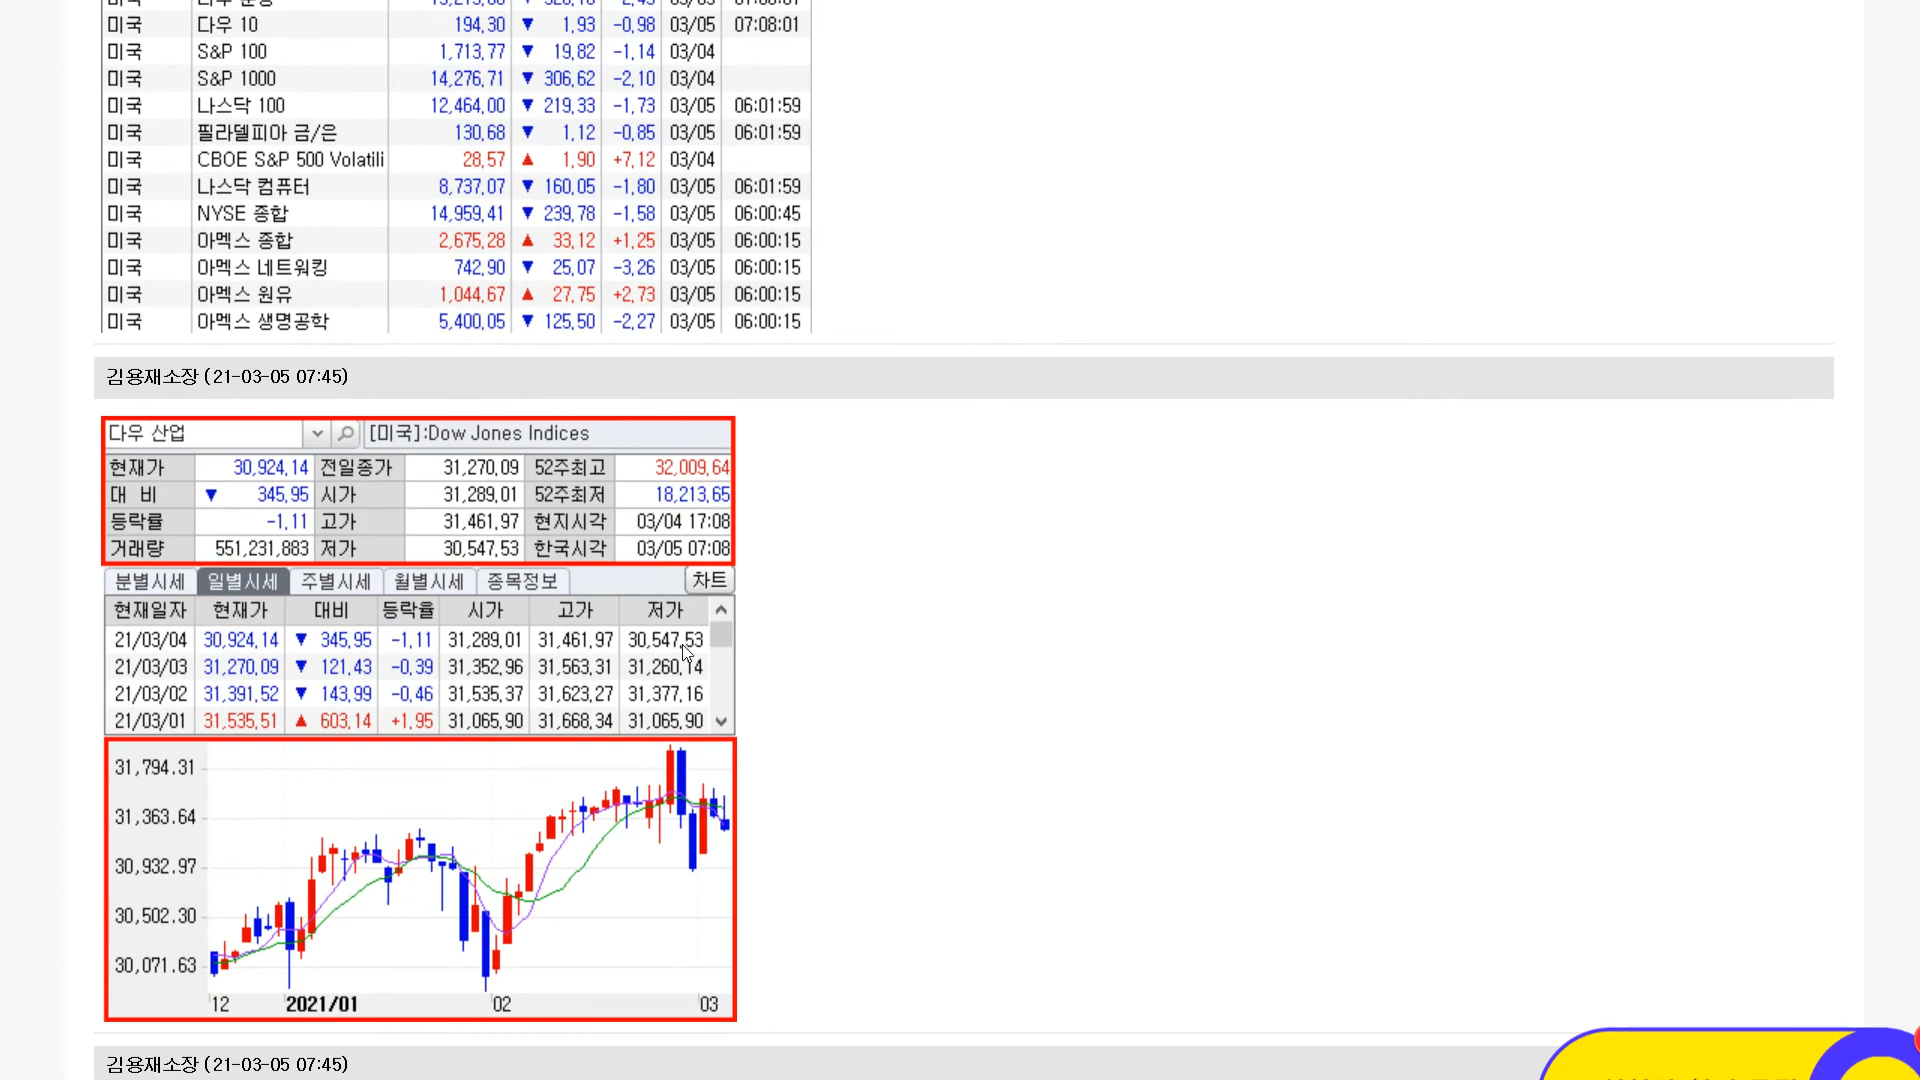 미국 다우 10 194.30 ▼ 1.93 -0.98 03/05 07:08:01
미국 S&P 100 1,713.77 ▼ 19.82 -1.14 03/04
미국 S&P 1000 14,276.71 ▼ 306.62 -2.10 03/04
미국 나스닥 100 12,464.00 ▼ 219.33 -1.73 03/05 06:01:59
미국 필라델피아 금/은 130.68 ▼ 1.12 -0.85 03/05 06:01:59
미국 CBOE S&P 500 Volatili 28.57 ▲ 1.90 +7.12 03/04
미국 나스닥 컴퓨터 8,737.07 ▼ 160.05 -1.80 03/05 06:01:59
미국 NYSE 종합 14,959.41 ▼ 239.78 -1.58 03/05 06:00:45
미국 아멕스 종합 2,675.28 ▲ 33.12 +1.25 03/05 06:00:15
미국 아멕스 네트워킹 742.90 ▼ 25.07 -3.26 03/05 06:00:15
미국 아멕스 원유 1,044.67 ▲ 27.75 +2.73 03/05 06:00:15
미국 아멕스 생명공학 5,400.05 ▼ 125.50 -2.27 03/05 06:00:15
김용재소장 (21-03-05 07:45)
다우 산업 [미국]:Dow Jones Indices
현재가 30,924.14 전일종가 31,270.09 52주최고 32,009.64
대 비 ▼ 345.95 시가 31,289.01 52주최저 18,213.65
등락률 -1.11 고가 31,461.97 현지시각 03/04 17:08
거래량 551,231,883 저가 30,547.53 한국시각 03/05 07:08
분별시세 일별시세 주별시세 월별시세 종목정보 차트
현재일자 현재가 대비 등락율 시가 고가 저가
21/03/04 30,924.14 ▼ 345.95 -1.11 31,289.01 31,461.97 30,547.53
21/03/03 31,270.09 ▼ 121.43 -0.39 31,352.96 31,563.31 31,260.14
21/03/02 31,391.52 ▼ 143.99 -0.46 31,535.37 31,623.27 31,377.16
21/03/01 31,535.51 ▲ 603.14 +1.95 31,065.90 31,668.34 31,065.90
31,794.31
31,363.64
30,932.97
30,502.30
30,071.63
12 2021/01 02 03
김용재소장 (21-03-05 07:45)